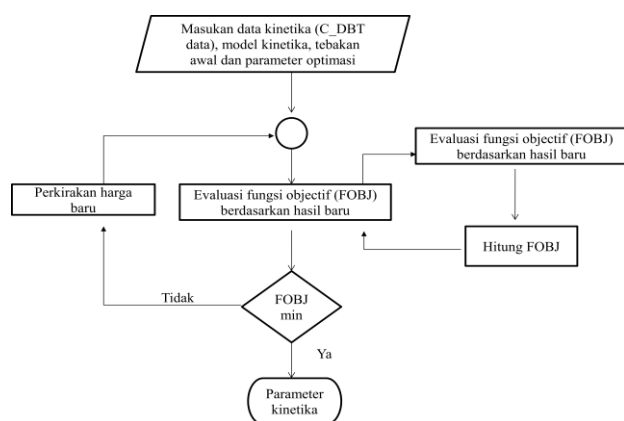 Masukan data kinetika (C_DBT
data), model kinetika, tebakan
awal dan parameter optimasi
Evaluasi fungsi objectif (FOBJ)
berdasarkan hasil baru
Perkirakan harga
baru
Evaluasi fungsi objectif (FOBJ)
berdasarkan hasil baru
Hitung FOBJ
Tidak
FOBJ
min
Ya
Parameter
kinetika